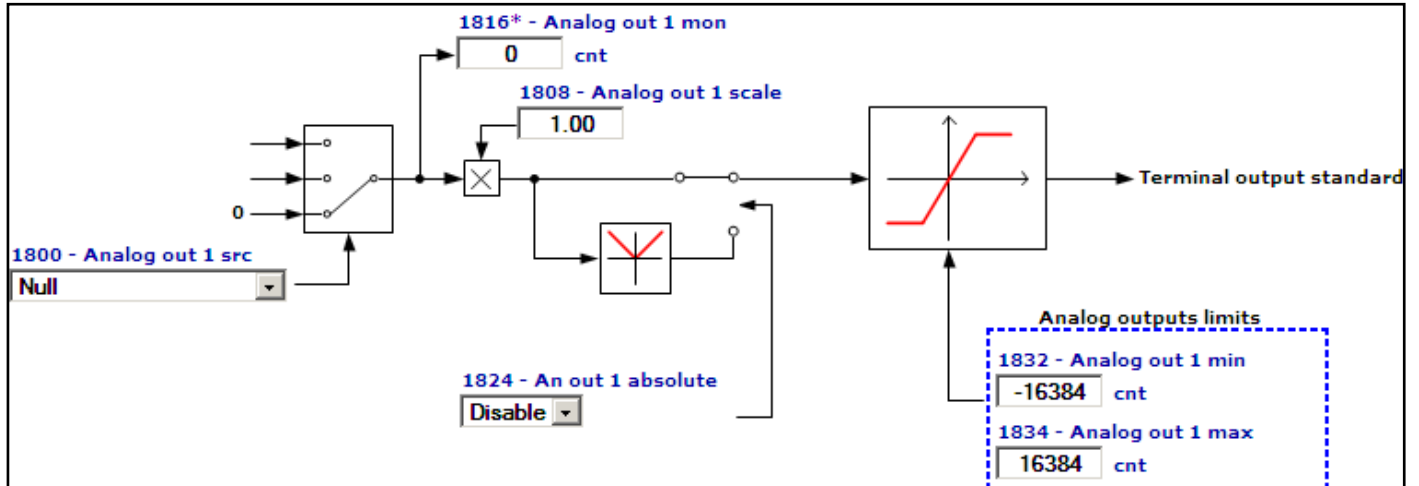 1816* - Analog out 1 mon
0 cnt
1808 - Analog out 1 scale
1.00
0
Terminal output standard
1800 - Analog out 1 src
Null
Analog outputs limits
1832 - Analog out 1 min
-16384 cnt
1824 - An out 1 absolute
Disable
1834 - Analog out 1 max
16384 cnt